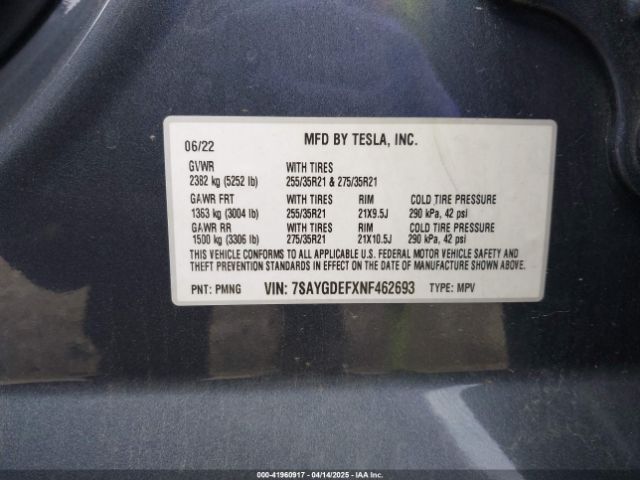 06/22 MFD BY TESLA, INC.
GVWR WITH TIRES
2382 kg (5252 lb) 255/35R21 & 275/35R21
GAWR FRT WITH TIRES RIM COLD TIRE PRESSURE
1363 kg (3004 lb) 255/35R21 21X9.5J 290 kPa, 42 psi
GAWR RR WITH TIRES RIM COLD TIRE PRESSURE
1500 kg (3306 lb) 275/35R21 21X10.5J 290 kPa, 42 psi
THIS VEHICLE CONFORMS TO ALL APPLICABLE U.S. FEDERAL MOTOR VEHICLE SAFETY AND
THEFT PREVENTION STANDARDS IN EFFECT ON THE DATE OF MANUFACTURE SHOWN ABOVE.
PNT: PMNG VIN: 7SAYGDEFXNF462693 TYPE: MPV
000-41960917 - 04/14/2025 - IAAI.COM